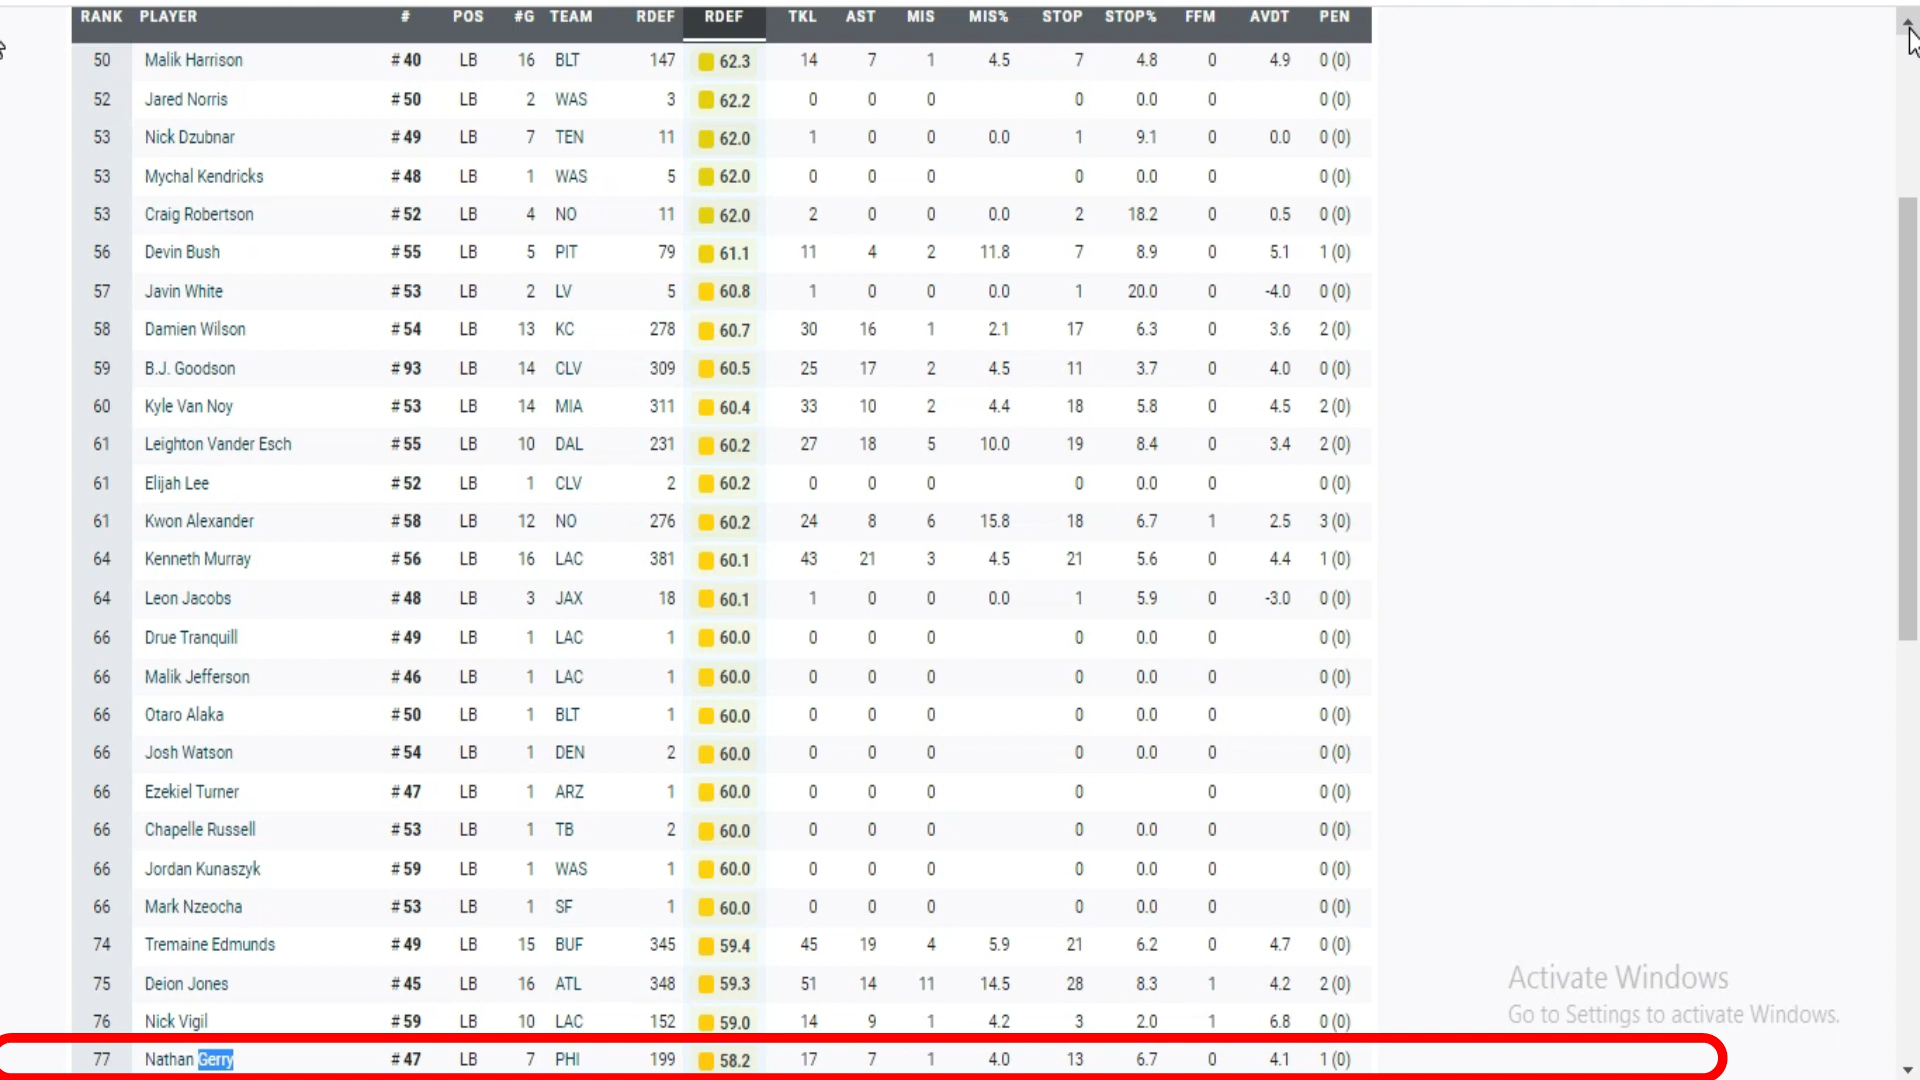 RANK PLAYER # POS #G TEAM RDEF RDEF TKL AST MIS MIS% STOP STOP% FFM AVDT PEN
50 Malik Harrison #40 LB 16 BLT 147 62.3 14 7 1 4.5 7 4.8 0 4.9 0 (0)
52 Jared Norris #50 LB 2 WAS 3 62.2 0 0 0 0 0.0 0 0 (0)
53 Nick Dzubnar #49 LB 7 TEN 11 62.0 1 0 0 0.0 1 9.1 0 0.0 0 (0)
53 Mychal Kendricks #48 LB 1 WAS 5 62.0 0 0 0 0 0.0 0 0 (0)
53 Craig Robertson #52 LB 4 NO 11 62.0 2 0 0 0.0 2 18.2 0 0.5 0 (0)
56 Devin Bush #55 LB 5 PIT 79 61.1 11 4 2 11.8 7 8.9 0 5.1 1 (0)
57 Javin White #53 LB 2 LV 5 60.8 1 0 0 0.0 1 20.0 0 -4.0 0 (0)
58 Damien Wilson #54 LB 13 KC 278 60.7 30 16 1 2.1 17 6.3 0 3.6 2 (0)
59 B.J. Goodson #93 LB 14 CLV 309 60.5 25 17 2 4.5 11 3.7 0 4.0 0 (0)
60 Kyle Van Noy #53 LB 14 MIA 311 60.4 33 10 2 4.4 18 5.8 0 4.5 2 (0)
61 Leighton Vander Esch #55 LB 10 DAL 231 60.2 27 18 5 10.0 19 8.4 0 3.4 2 (0)
61 Elijah Lee #52 LB 1 CLV 2 60.2 0 0 0 0 0.0 0 0 (0)
61 Kwon Alexander #58 LB 12 NO 276 60.2 24 8 6 15.8 18 6.7 1 2.5 3 (0)
64 Kenneth Murray #56 LB 16 LAC 381 60.1 43 21 3 4.5 21 5.6 0 4.4 1 (0)
64 Leon Jacobs #48 LB 3 JAX 18 60.1 1 0 0 0.0 1 5.9 0 -3.0 0 (0)
66 Drue Tranquill #49 LB 1 LAC 1 60.0 0 0 0 0 0.0 0 0 (0)
66 Malik Jefferson #46 LB 1 LAC 1 60.0 0 0 0 0 0.0 0 0 (0)
66 Otaro Alaka #50 LB 1 BLT 1 60.0 0 0 0 0 0.0 0 0 (0)
66 Josh Watson #54 LB 1 DEN 2 60.0 0 0 0 0 0.0 0 0 (0)
66 Ezekiel Turner #47 LB 1 ARZ 1 60.0 0 0 0 0 0 0 (0)
66 Chapelle Russell #53 LB 1 TB 2 60.0 0 0 0 0 0.0 0 0 (0)
66 Jordan Kunaszyk #59 LB 1 WAS 1 60.0 0 0 0 0 0.0 0 0 (0)
66 Mark Nzeocha #53 LB 1 SF 1 60.0 0 0 0 0 0.0 0 0 (0)
74 Tremaine Edmunds #49 LB 15 BUF 345 59.4 45 19 4 5.9 21 6.2 0 4.7 0 (0)
75 Deion Jones #45 LB 16 ATL 348 59.3 51 14 11 14.5 28 8.3 1 4.2 2 (0)
76 Nick Vigil #59 LB 10 LAC 152 59.0 14 9 1 4.2 3 2.0 1 6.8 0 (0)
77 Nathan Gerry #47 LB 7 PHI 199 58.2 17 7 1 4.0 13 6.7 0 4.1 1 (0)
Activate Windows
Go to Settings to activate Windows.